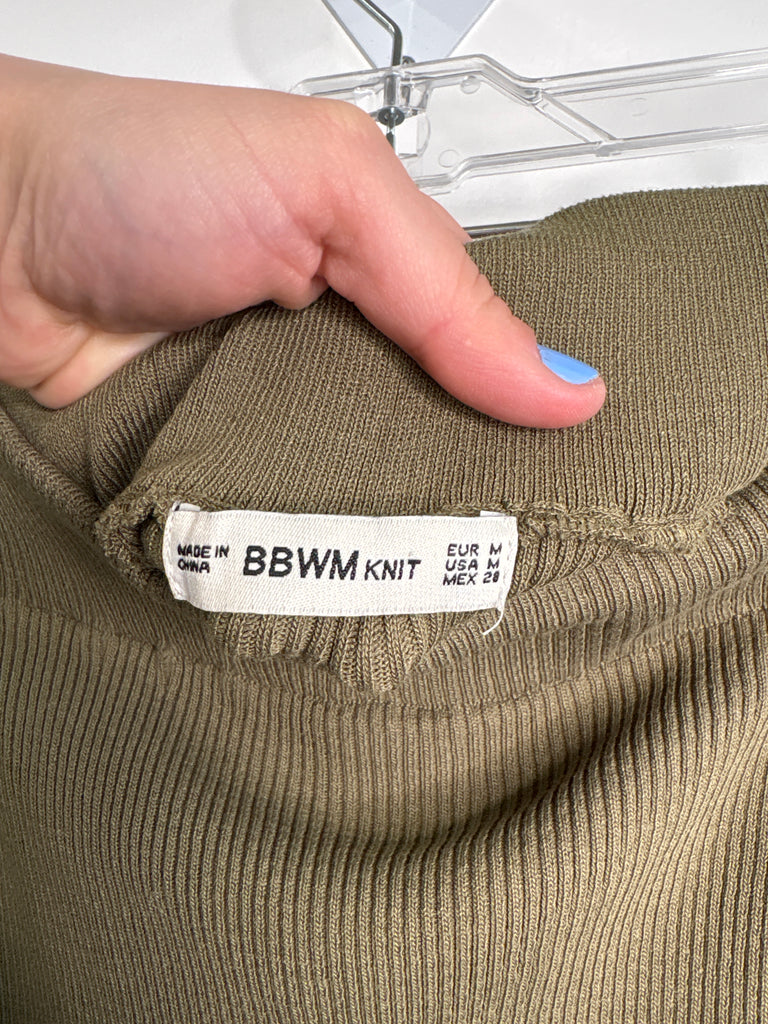 MADE IN
CHINA
BBWM KNIT
EUR M
USA M
MEX 28